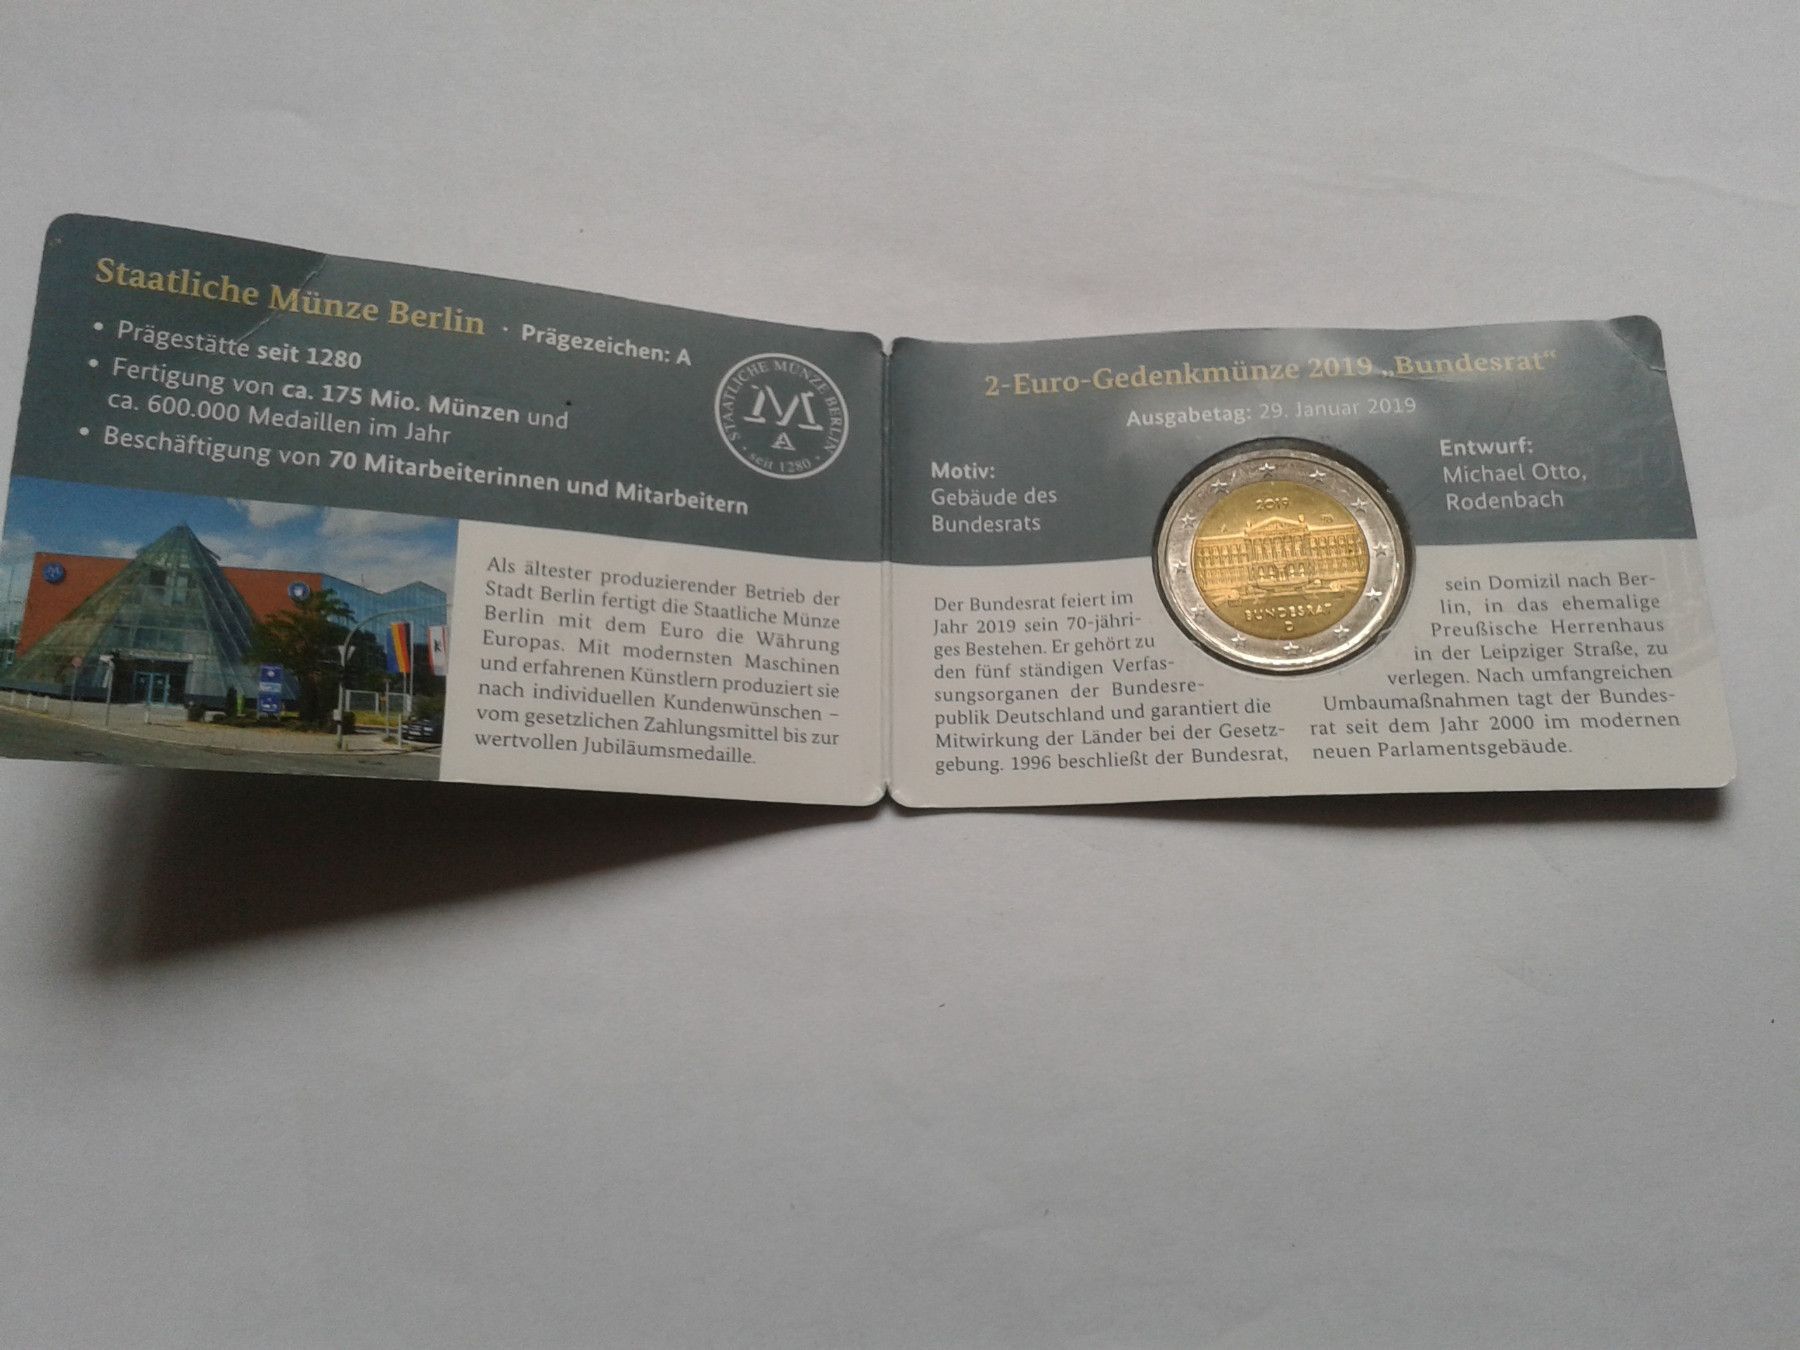 Staatliche Münze Berlin · Prägezeichen: A
• Prägestätte seit 1280
• Fertigung von ca. 175 Mio. Münzen und
ca. 600.000 Medaillen im Jahr
• Beschäftigung von 70 Mitarbeiterinnen und Mitarbeitern
STAATLICHE MÜNZE BERLIN
A
• seit 1280 •
Als ältester produzierender Betrieb der
Stadt Berlin fertigt die Staatliche Münze
Berlin mit dem Euro die Währung
Europas. Mit modernsten Maschinen
und erfahrenen Künstlern produziert sie
nach individuellen Kundenwünschen –
vom gesetzlichen Zahlungsmittel bis zur
wertvollen Jubiläumsmedaille.
2-Euro-Gedenkmünze 2019 „Bundesrat“
Ausgabetag: 29. Januar 2019
Motiv:
Gebäude des
Bundesrats
Entwurf:
Michael Otto,
Rodenbach
2019
A
BUNDESRAT
D
Der Bundesrat feiert im
Jahr 2019 sein 70-jähri-
ges Bestehen. Er gehört zu
den fünf ständigen Verfas-
sungsorganen der Bundesre-
publik Deutschland und garantiert die
Mitwirkung der Länder bei der Gesetz-
gebung. 1996 beschließt der Bundesrat,
sein Domizil nach Ber-
lin, in das ehemalige
Preußische Herrenhaus
in der Leipziger Straße, zu
verlegen. Nach umfangreichen
Umbaumaßnahmen tagt der Bundes-
rat seit dem Jahr 2000 im modernen
neuen Parlamentsgebäude.